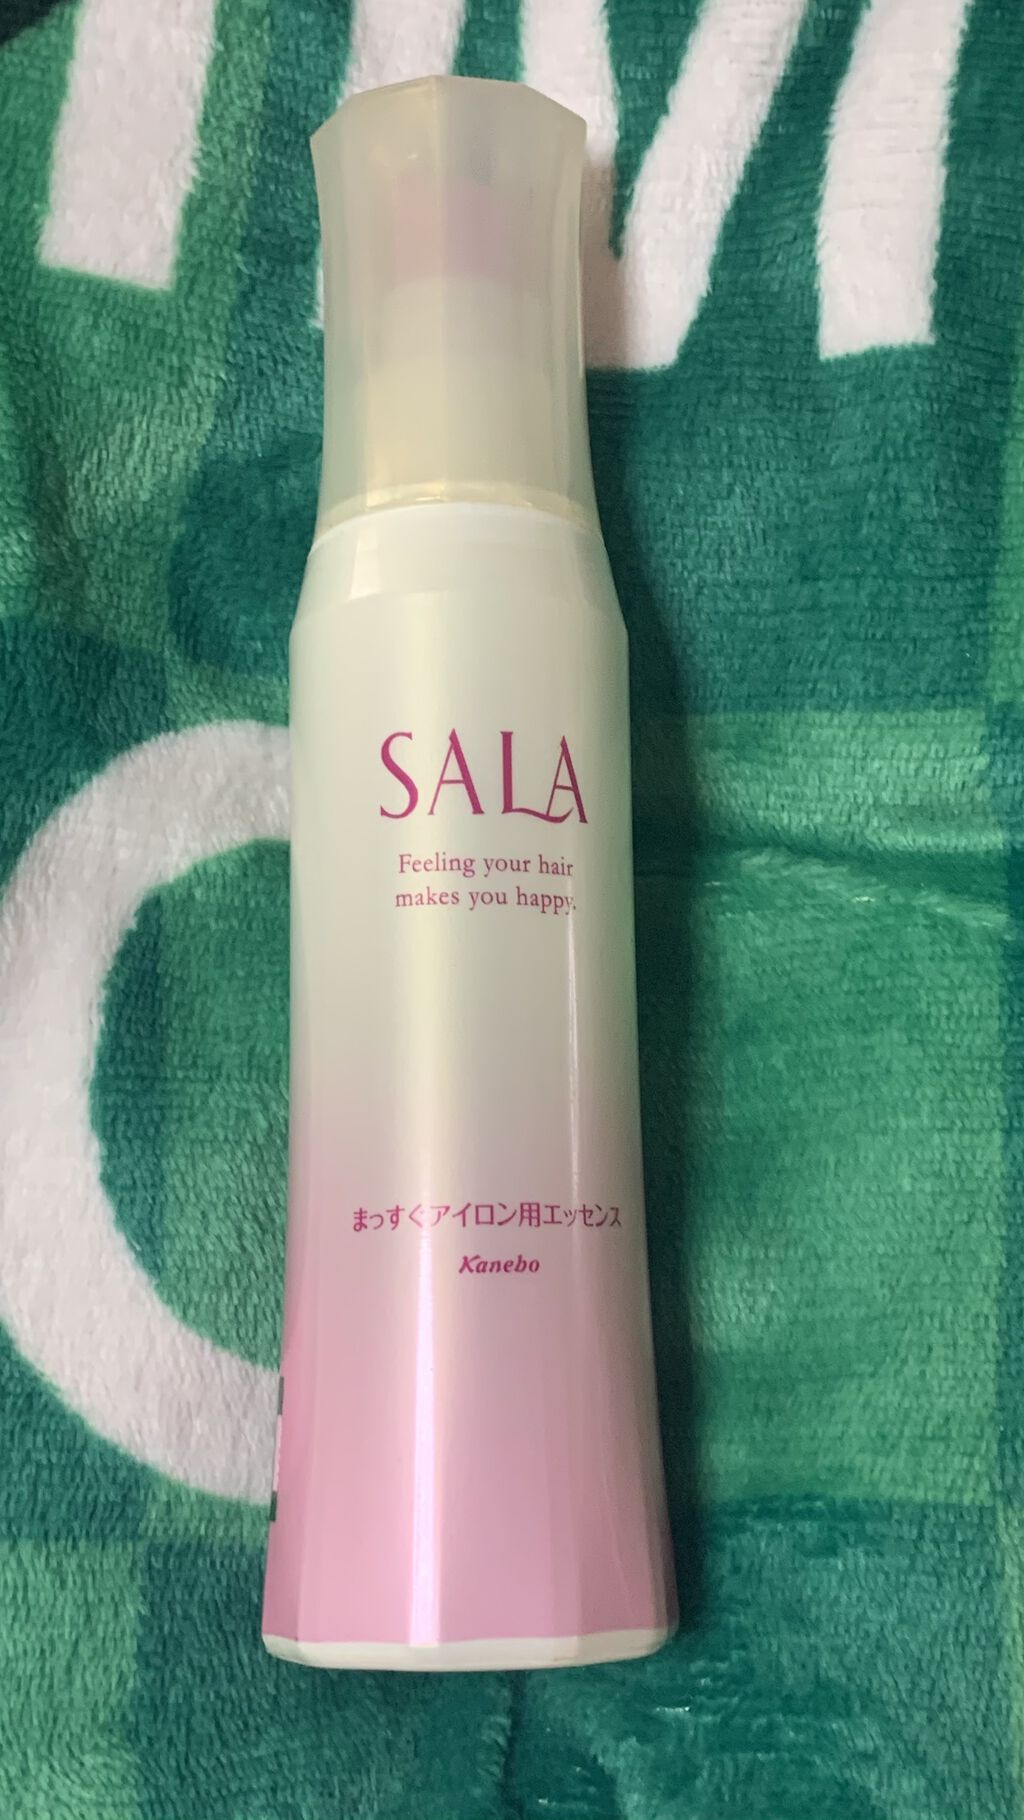 SALA
Feeling your hair
makes you happy.
まっすぐアイロン用エッセンス
Kanebo